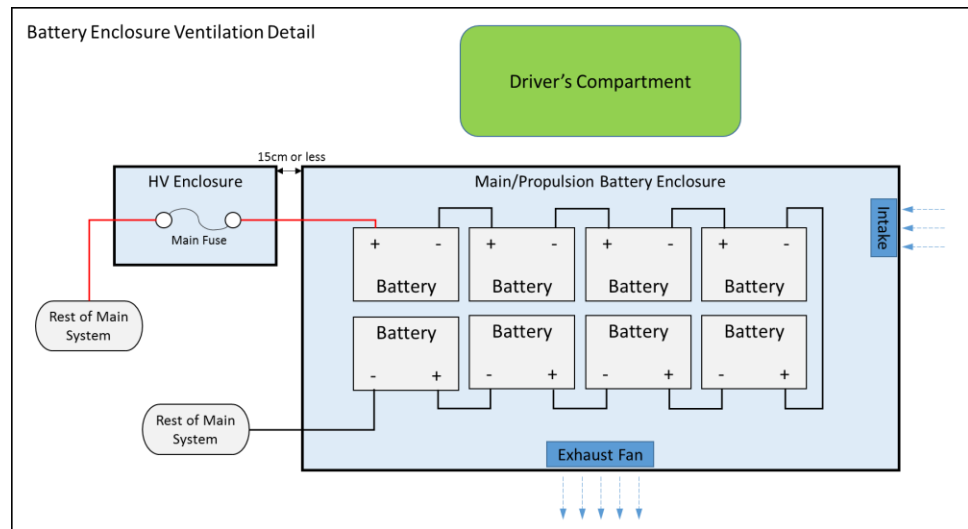 Battery Enclosure Ventilation Detail
Driver's Compartment
15cm or less
HV Enclosure
Main/Propulsion Battery Enclosure
Main Fuse
Intake
+ - + - + - + -
Battery Battery Battery Battery
Rest of Main
System
Battery Battery Battery Battery
- + - + - + - +
Rest of Main
System
Exhaust Fan